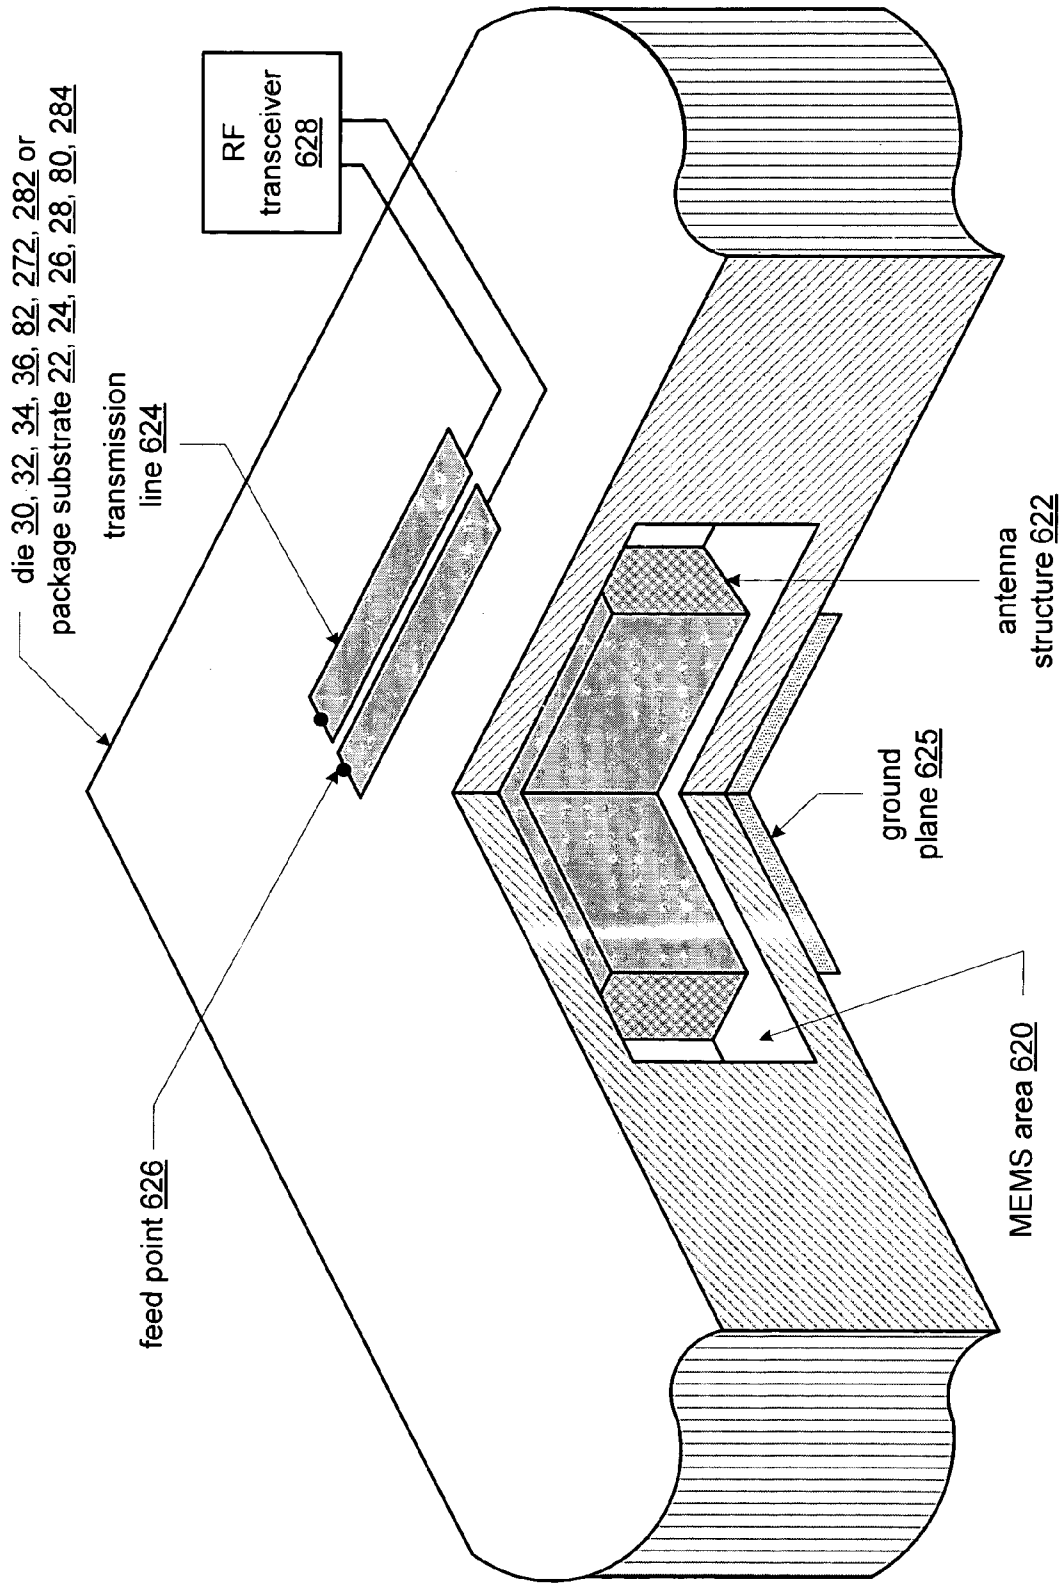 die 30, 32, 34, 36, 82, 272, 282 or
package substrate 22, 24, 26, 28, 80, 284
RF
transceiver
628
transmission
line 624
feed point 626
antenna
structure 622
ground
plane 625
MEMS area 620